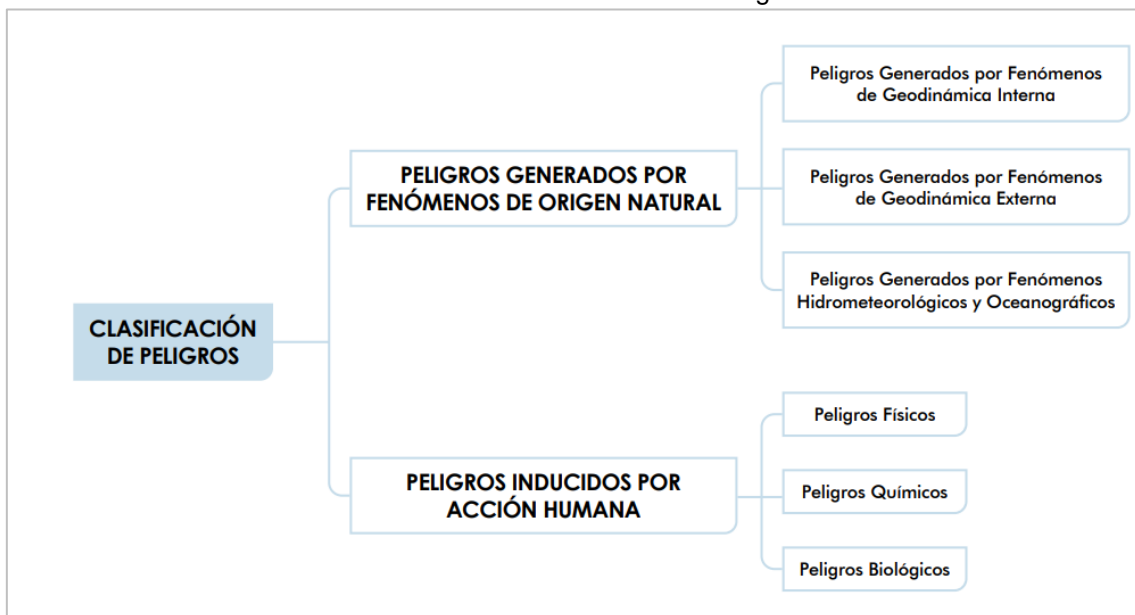 CLASIFICACIÓN
DE PELIGROS
PELIGROS GENERADOS POR
FENÓMENOS DE ORIGEN NATURAL
Peligros Generados por Fenómenos
de Geodinámica Interna
Peligros Generados por Fenómenos
de Geodinámica Externa
Peligros Generados por Fenómenos
Hidrometeorológicos y Oceanográficos
PELIGROS INDUCIDOS POR
ACCIÓN HUMANA
Peligros Físicos
Peligros Químicos
Peligros Biológicos